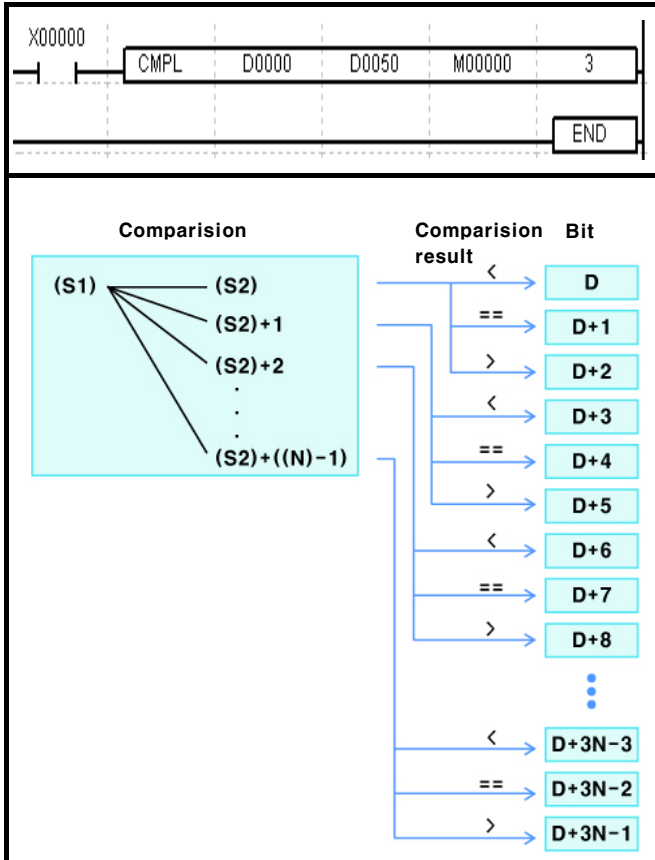 X00000
CMPL D0000 D0050 M00000 3
END
Comparision
Comparision result
Bit
(S1)
(S2)
(S2)+1
(S2)+2
.
.
.
(S2)+((N)-1)
< D
== D+1
> D+2
< D+3
== D+4
> D+5
< D+6
== D+7
> D+8
< D+3N-3
== D+3N-2
> D+3N-1